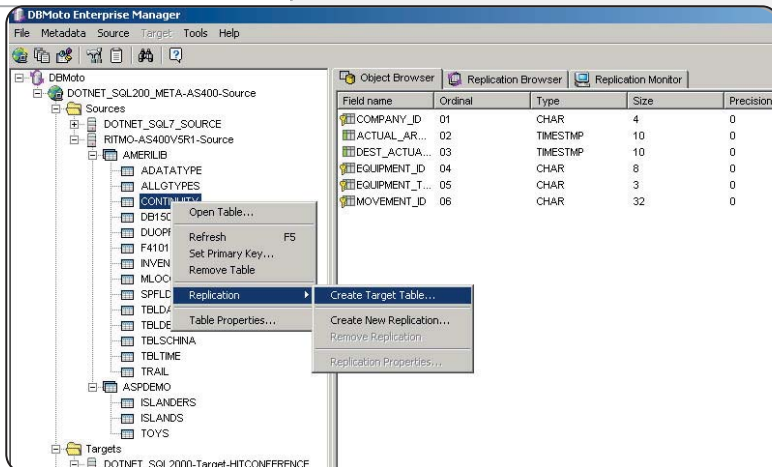 DBMoto Enterprise Manager
File Metadata Source Target Tools Help
DBMoto
DOTNET_SQL200_META-AS400-Source
Sources
DOTNET_SQL7_SOURCE
RITMO-AS400V5R1-Source
AMERILIB
ADATATYPE
ALLGTYPES
CONTINUITY
DB15C
DUOPF
F4101
INVEN
MLOC
SPFLD
TBLDA
TBLDE
TBLSCHINA
TBLTIME
TRAIL
ASPDEMO
ISLANDERS
ISLANDS
TOYS
Targets
DOTNET_SQL2000-Target-HITCONFERENCE
Open Table...
Refresh F5
Set Primary Key...
Remove Table
Replication
Table Properties...
Create Target Table...
Create New Replication...
Remove Replication
Replication Properties...
Object Browser Replication Browser Replication Monitor
Field name Ordinal Type Size Precision
COMPANY_ID 01 CHAR 4 0
ACTUAL_AR... 02 TIMESTMP 10 0
DEST_ACTUA... 03 TIMESTMP 10 0
EQUIPMENT_ID 04 CHAR 8 0
EQUIPMENT_T... 05 CHAR 3 0
MOVEMENT_ID 06 CHAR 32 0